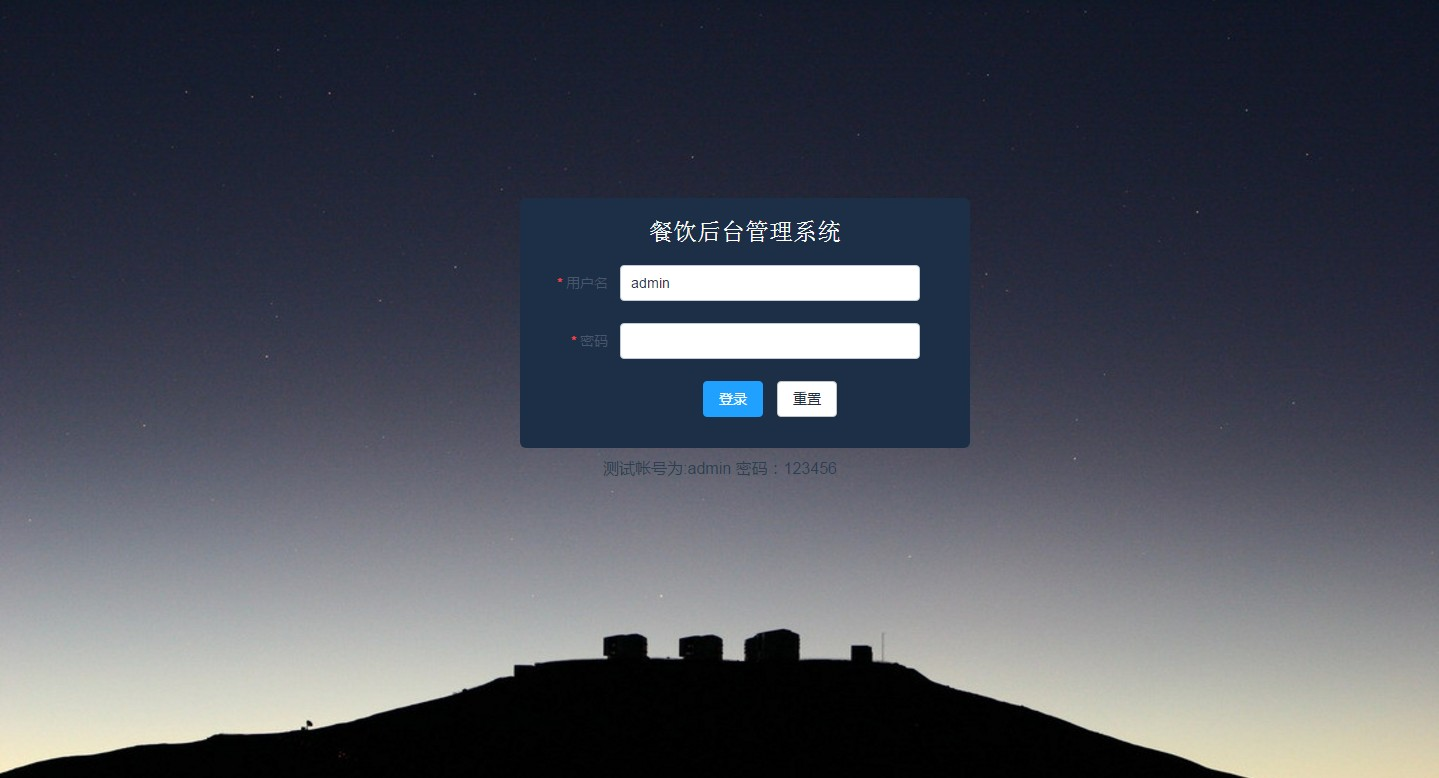 餐饮后台管理系统
* 用户名 admin
* 密码
登录 重置
测试帐号为:admin 密码：123456